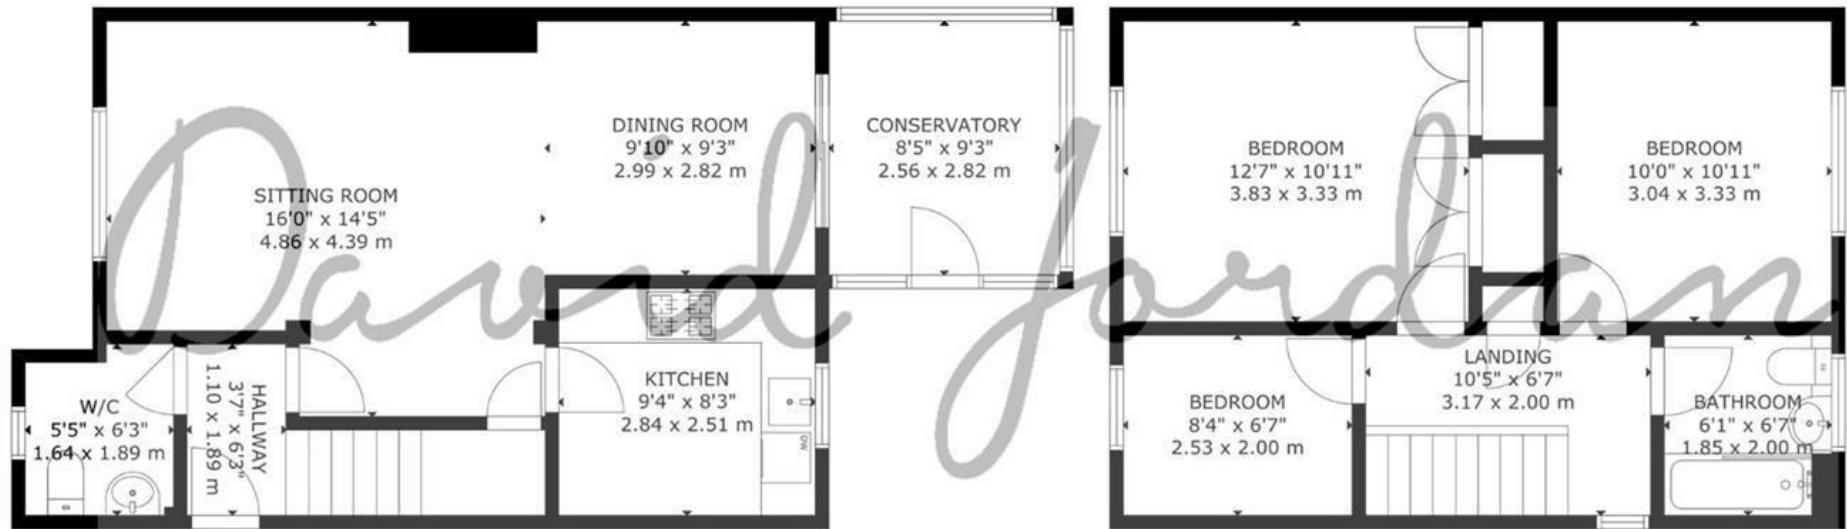 SITTING ROOM
16'0" x 14'5"
4.86 x 4.39 m
DINING ROOM
9'10" x 9'3"
2.99 x 2.82 m
CONSERVATORY
8'5" x 9'3"
2.56 x 2.82 m
W/C
5'5" x 6'3"
1.64 x 1.89 m
HALLWAY
3'7" x 6'3"
1.10 x 1.89 m
KITCHEN
9'4" x 8'3"
2.84 x 2.51 m
DW
BEDROOM
12'7" x 10'11"
3.83 x 3.33 m
BEDROOM
10'0" x 10'11"
3.04 x 3.33 m
BEDROOM
8'4" x 6'7"
2.53 x 2.00 m
LANDING
10'5" x 6'7"
3.17 x 2.00 m
BATHROOM
6'1" x 6'7"
1.85 x 2.00 m
David Jordan